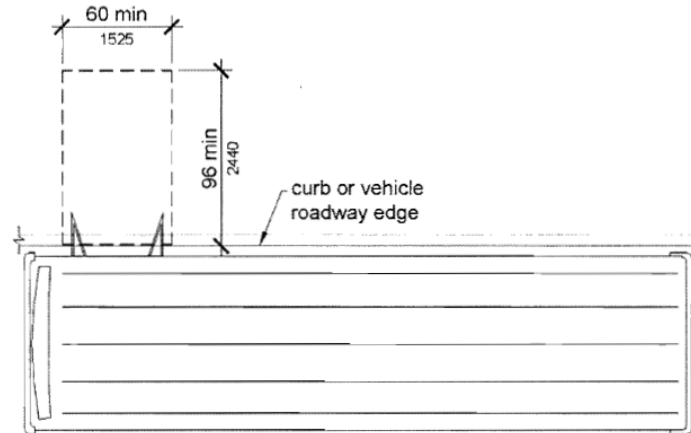 60 min
1525
96 min
2440
curb or vehicle
roadway edge